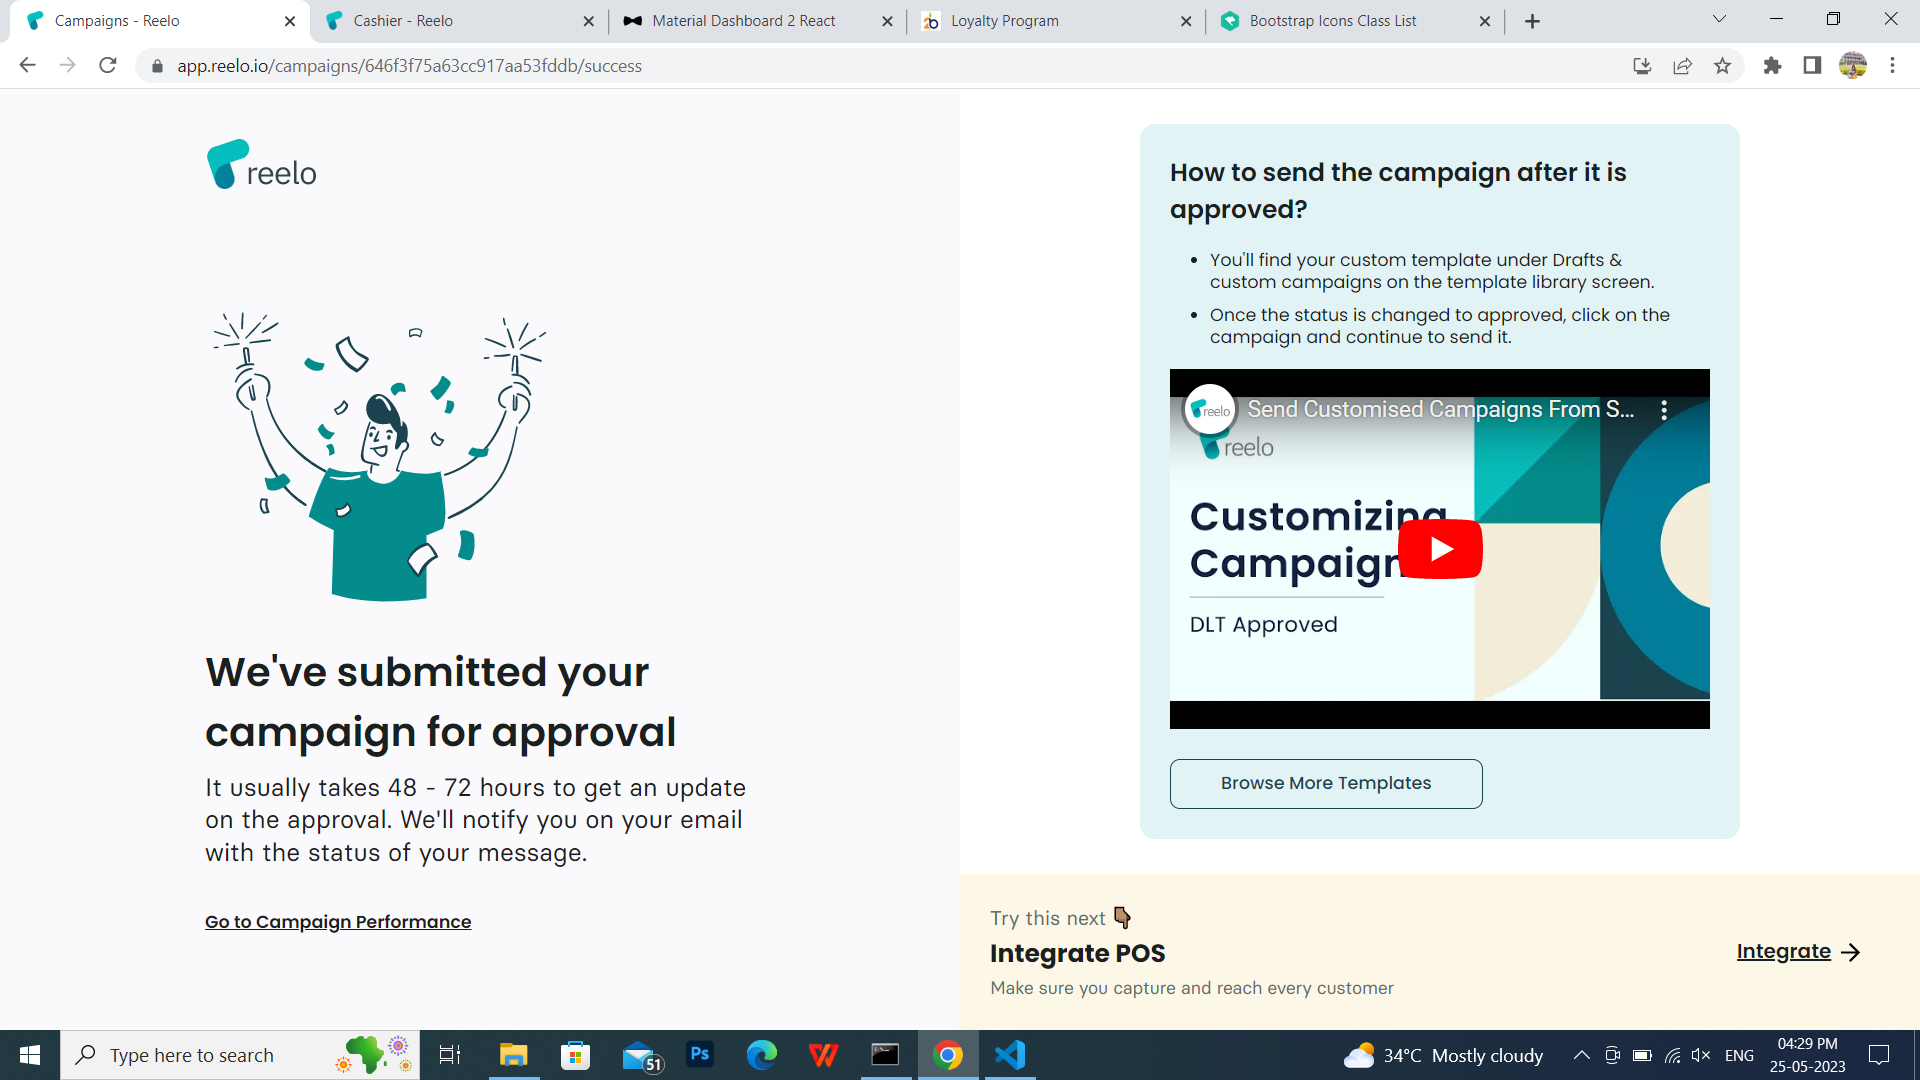 Campaigns - Reelo
Cashier - Reelo
Material Dashboard 2 React
Loyalty Program
Bootstrap Icons Class List
app.reelo.io/campaigns/646f3f75a63cc917aa53fddb/success
reelo
We've submitted your
campaign for approval
It usually takes 48 - 72 hours to get an update
on the approval. We'll notify you on your email
with the status of your message.
Go to Campaign Performance
How to send the campaign after it is
approved?
• You'll find your custom template under Drafts &
custom campaigns on the template library screen.
• Once the status is changed to approved, click on the
campaign and continue to send it.
reelo
Send Customised Campaigns From S...
reelo
Customizing
Campaign
DLT Approved
Browse More Templates
Try this next
Integrate POS
Make sure you capture and reach every customer
Integrate
Type here to search
51
Ps
34°C Mostly cloudy
ENG
04:29 PM
25-05-2023